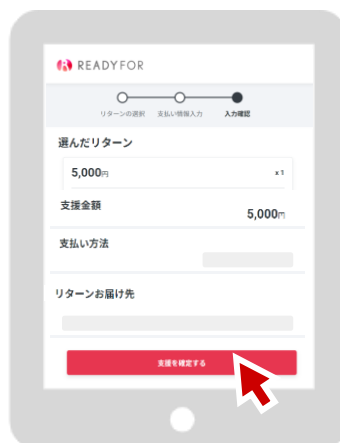 READYFOR
リターンの選択 支払い情報入力 入力確認
選んだリターン
5,000円 x 1
支援金額
5,000円
支払い方法
リターンお届け先
支援を確定する